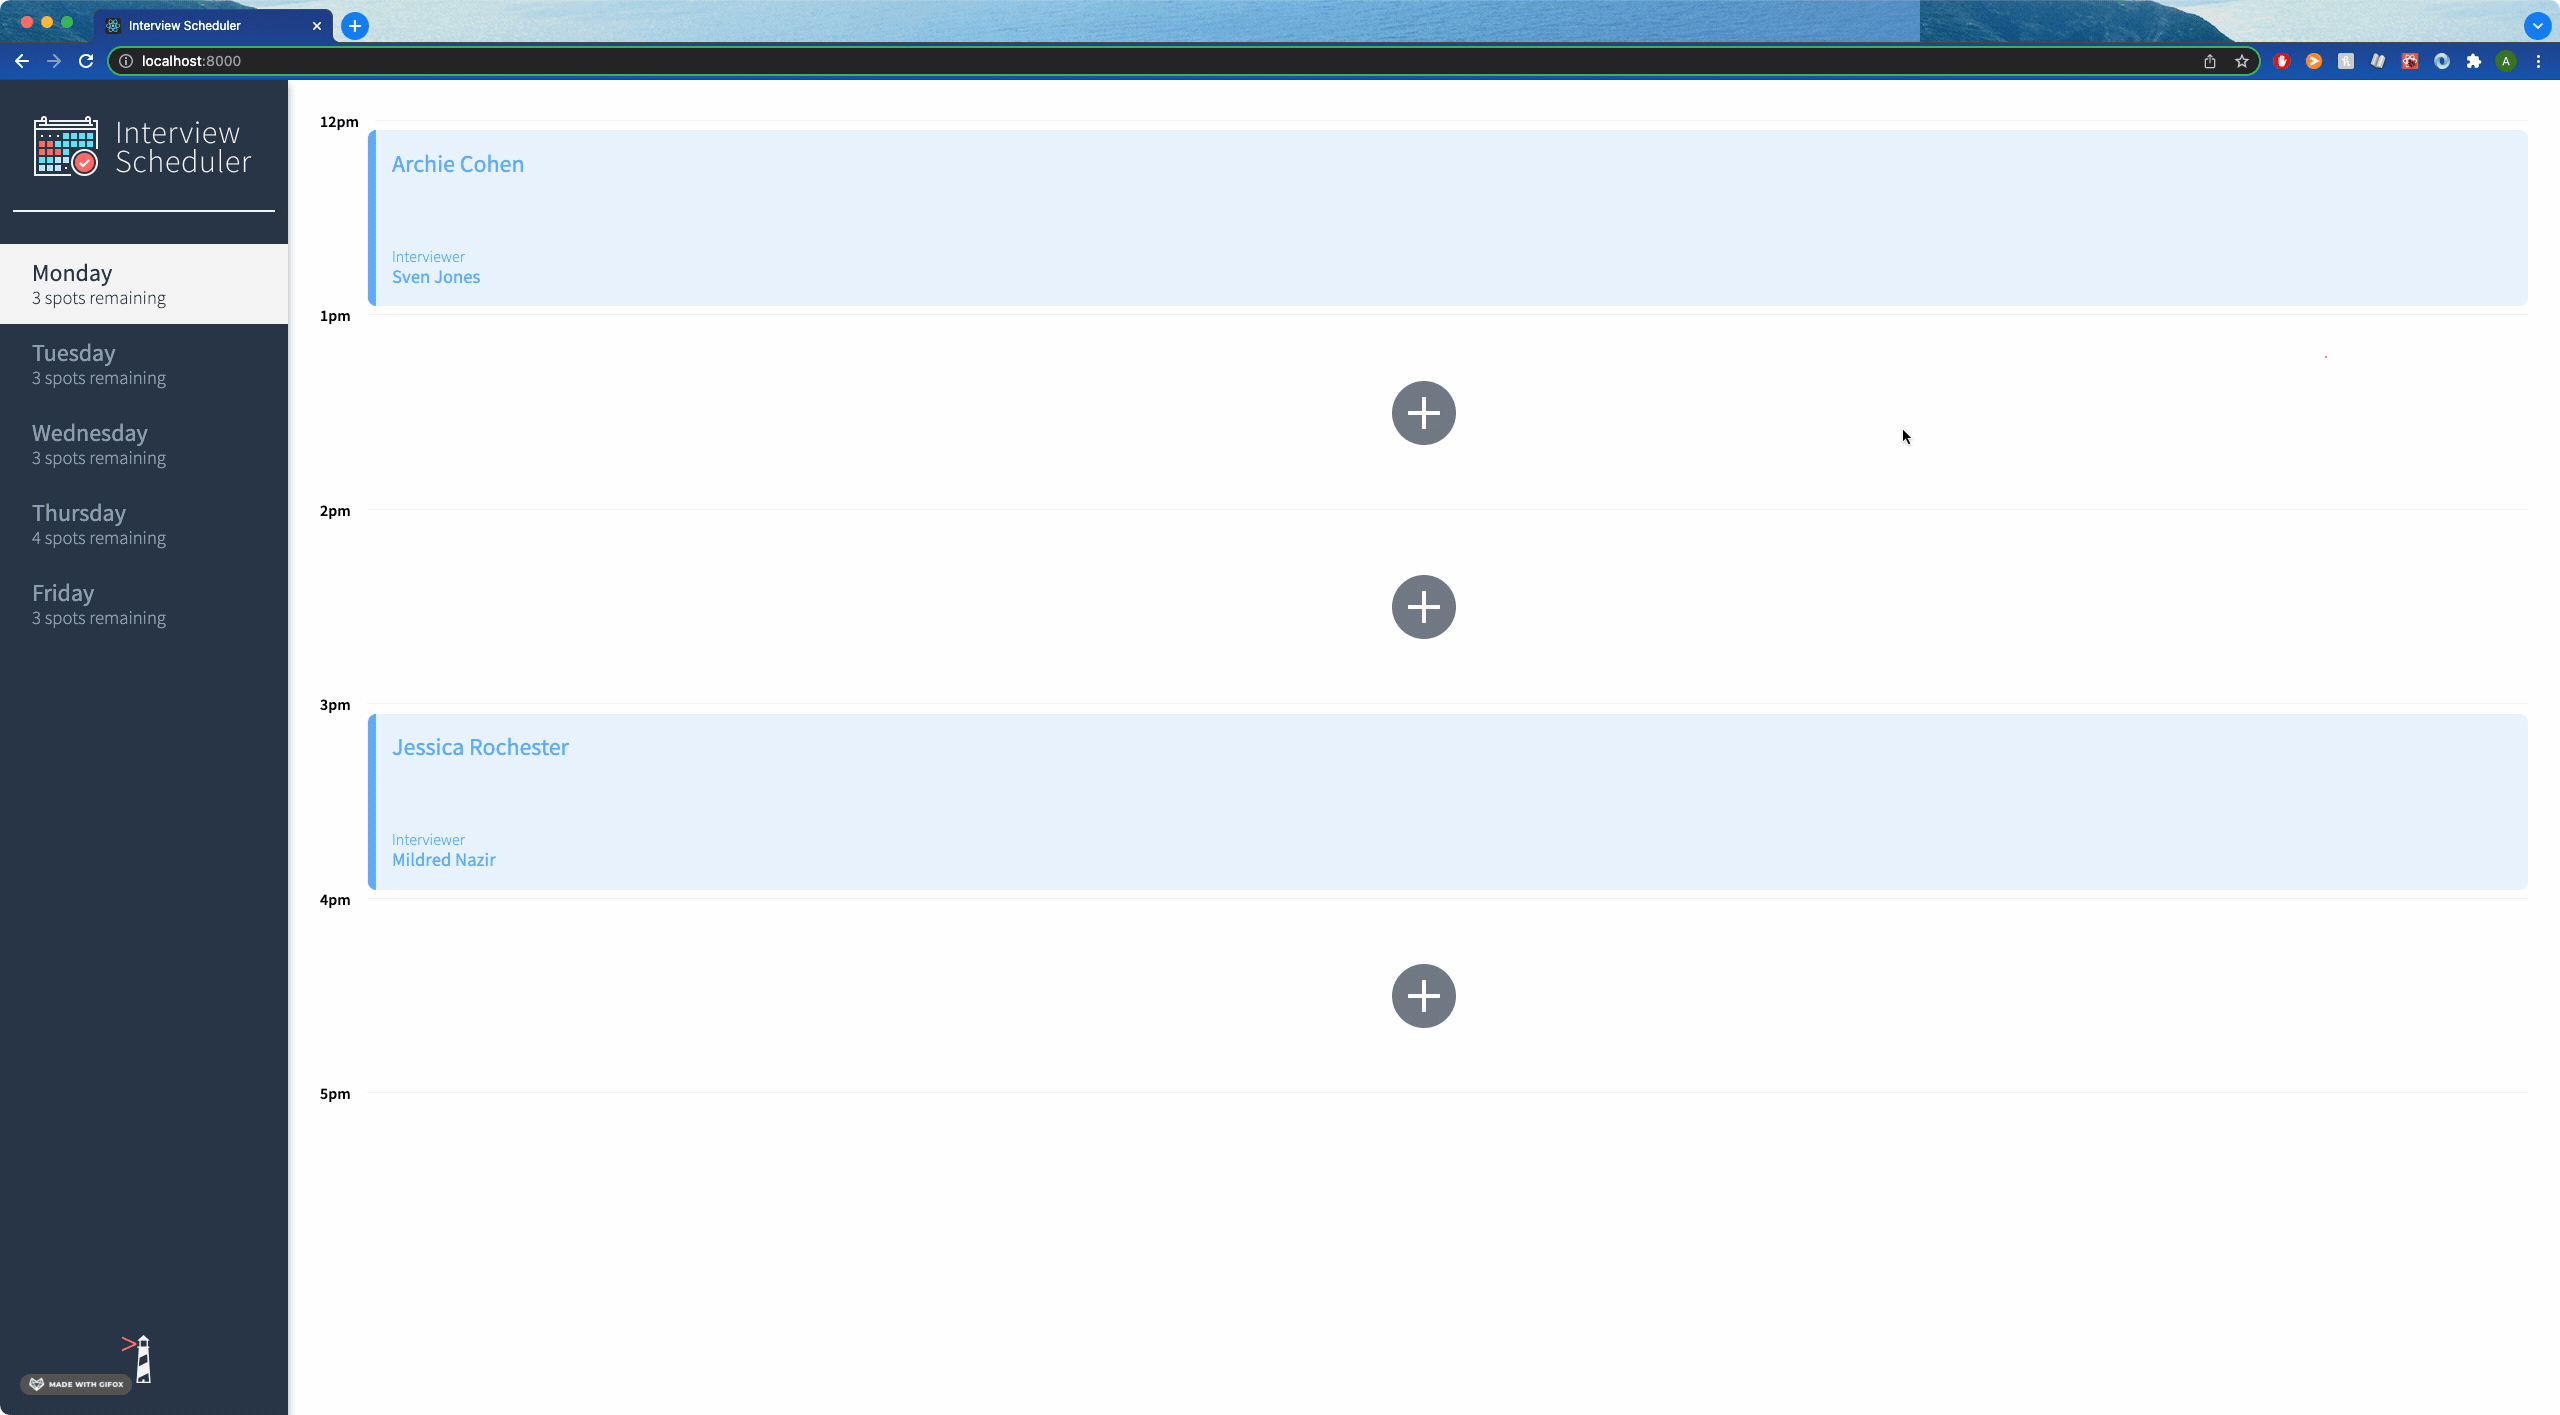 Interview Scheduler
localhost:8000
A
Interview
Scheduler
Monday
3 spots remaining
Tuesday
3 spots remaining
Wednesday
3 spots remaining
Thursday
4 spots remaining
Friday
3 spots remaining
MADE WITH GIFOX
12pm
Archie Cohen
Interviewer
Sven Jones
1pm
2pm
3pm
Jessica Rochester
Interviewer
Mildred Nazir
4pm
5pm